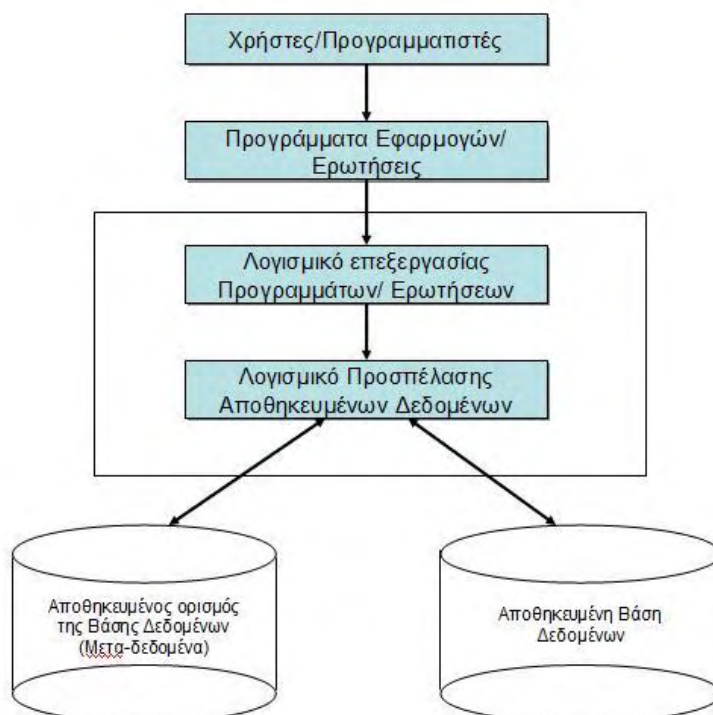 Χρήστες/Προγραμματιστές
Προγράμματα Εφαρμογών/
Ερωτήσεις
Λογισμικό επεξεργασίας
Προγραμμάτων/ Ερωτήσεων
Λογισμικό Προσπέλασης
Αποθηκευμένων Δεδομένων
Αποθηκευμένος ορισμός
της Βάσης Δεδομένων
(Μετα-δεδομένα)
Αποθηκευμένη Βάση
Δεδομένων